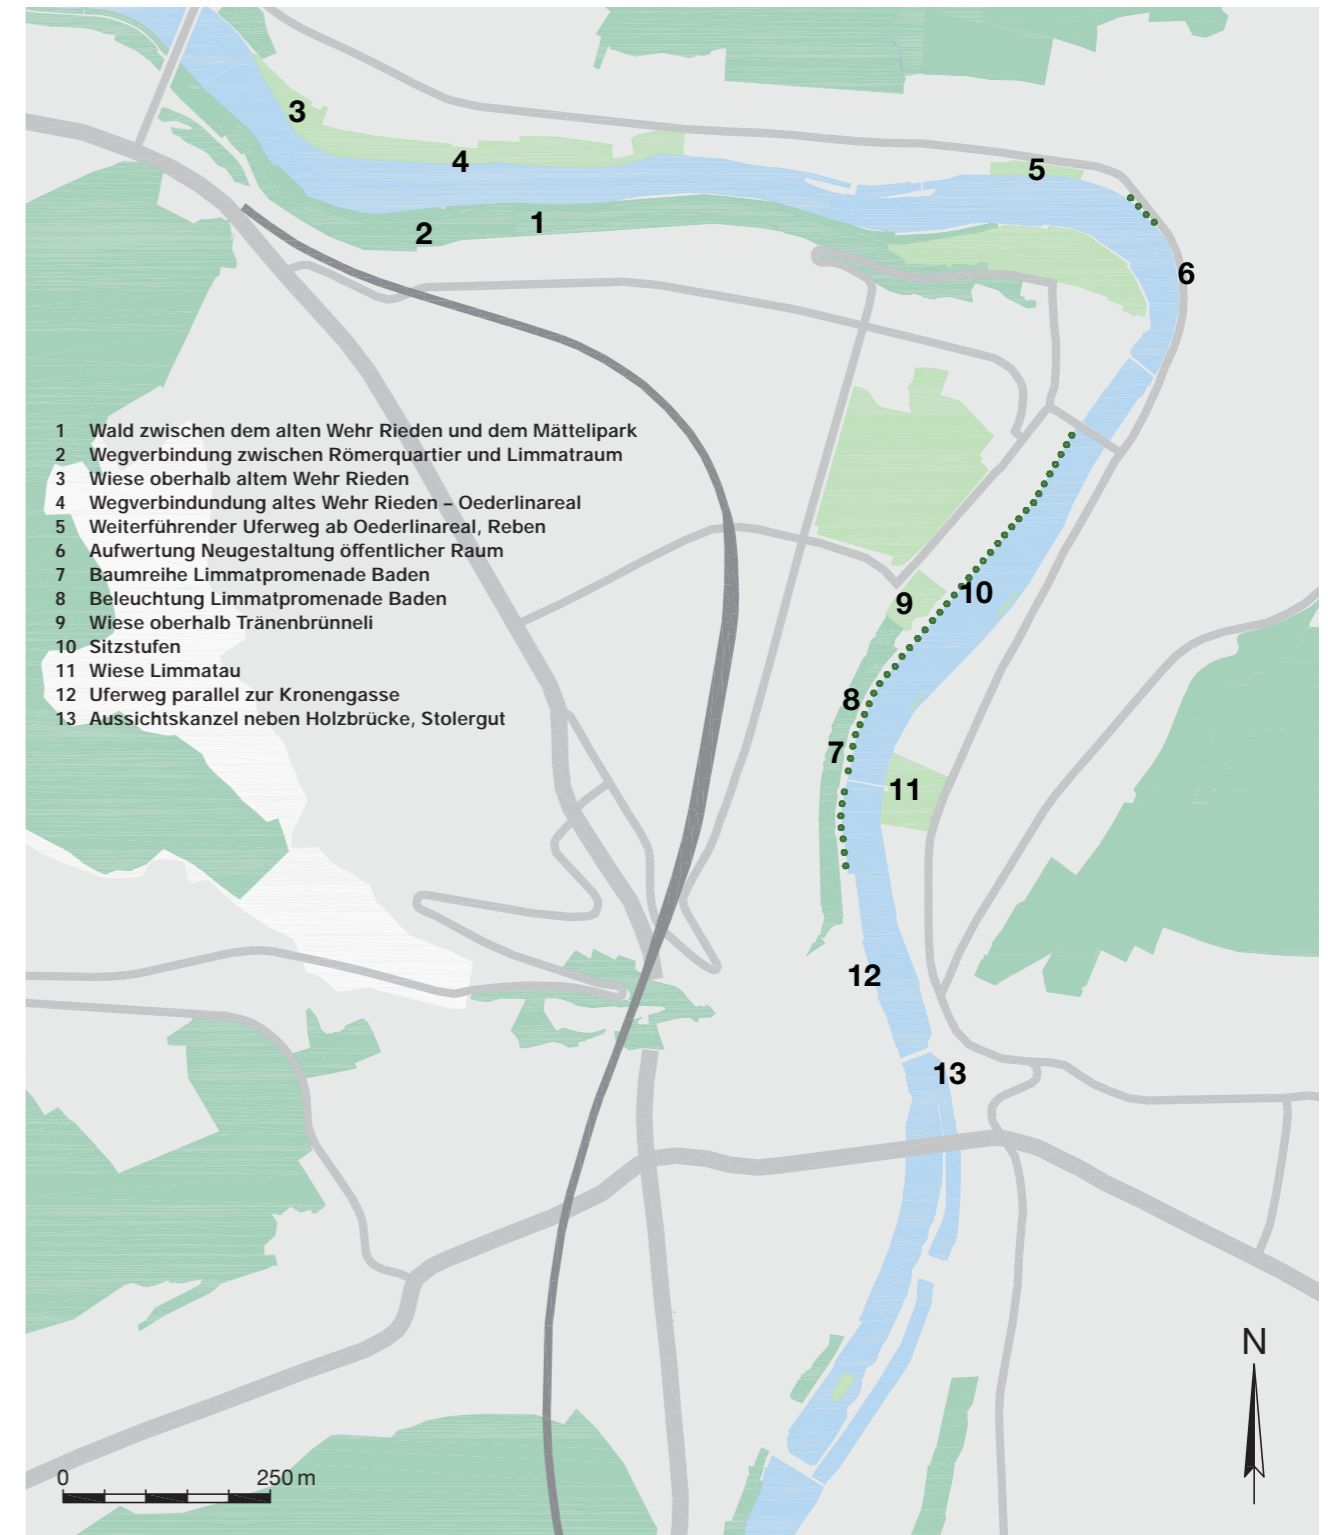 3
4
5
1
2
6
1 Wald zwischen dem alten Wehr Rieden und dem Mättelipark
2 Wegverbindung zwischen Römerquartier und Limmatraum
3 Wiese oberhalb altem Wehr Rieden
4 Wegverbindundung altes Wehr Rieden – Oederlinareal
5 Weiterführender Uferweg ab Oederlinareal, Reben
6 Aufwertung Neugestaltung öffentlicher Raum
7 Baumreihe Limmatpromenade Baden
8 Beleuchtung Limmatpromenade Baden
9 Wiese oberhalb Tränenbrünneli
10 Sitzstufen
11 Wiese Limmatau
12 Uferweg parallel zur Kronengasse
13 Aussichtskanzel neben Holzbrücke, Stolergut
10
9
8
7
11
12
13
N
0 250 m